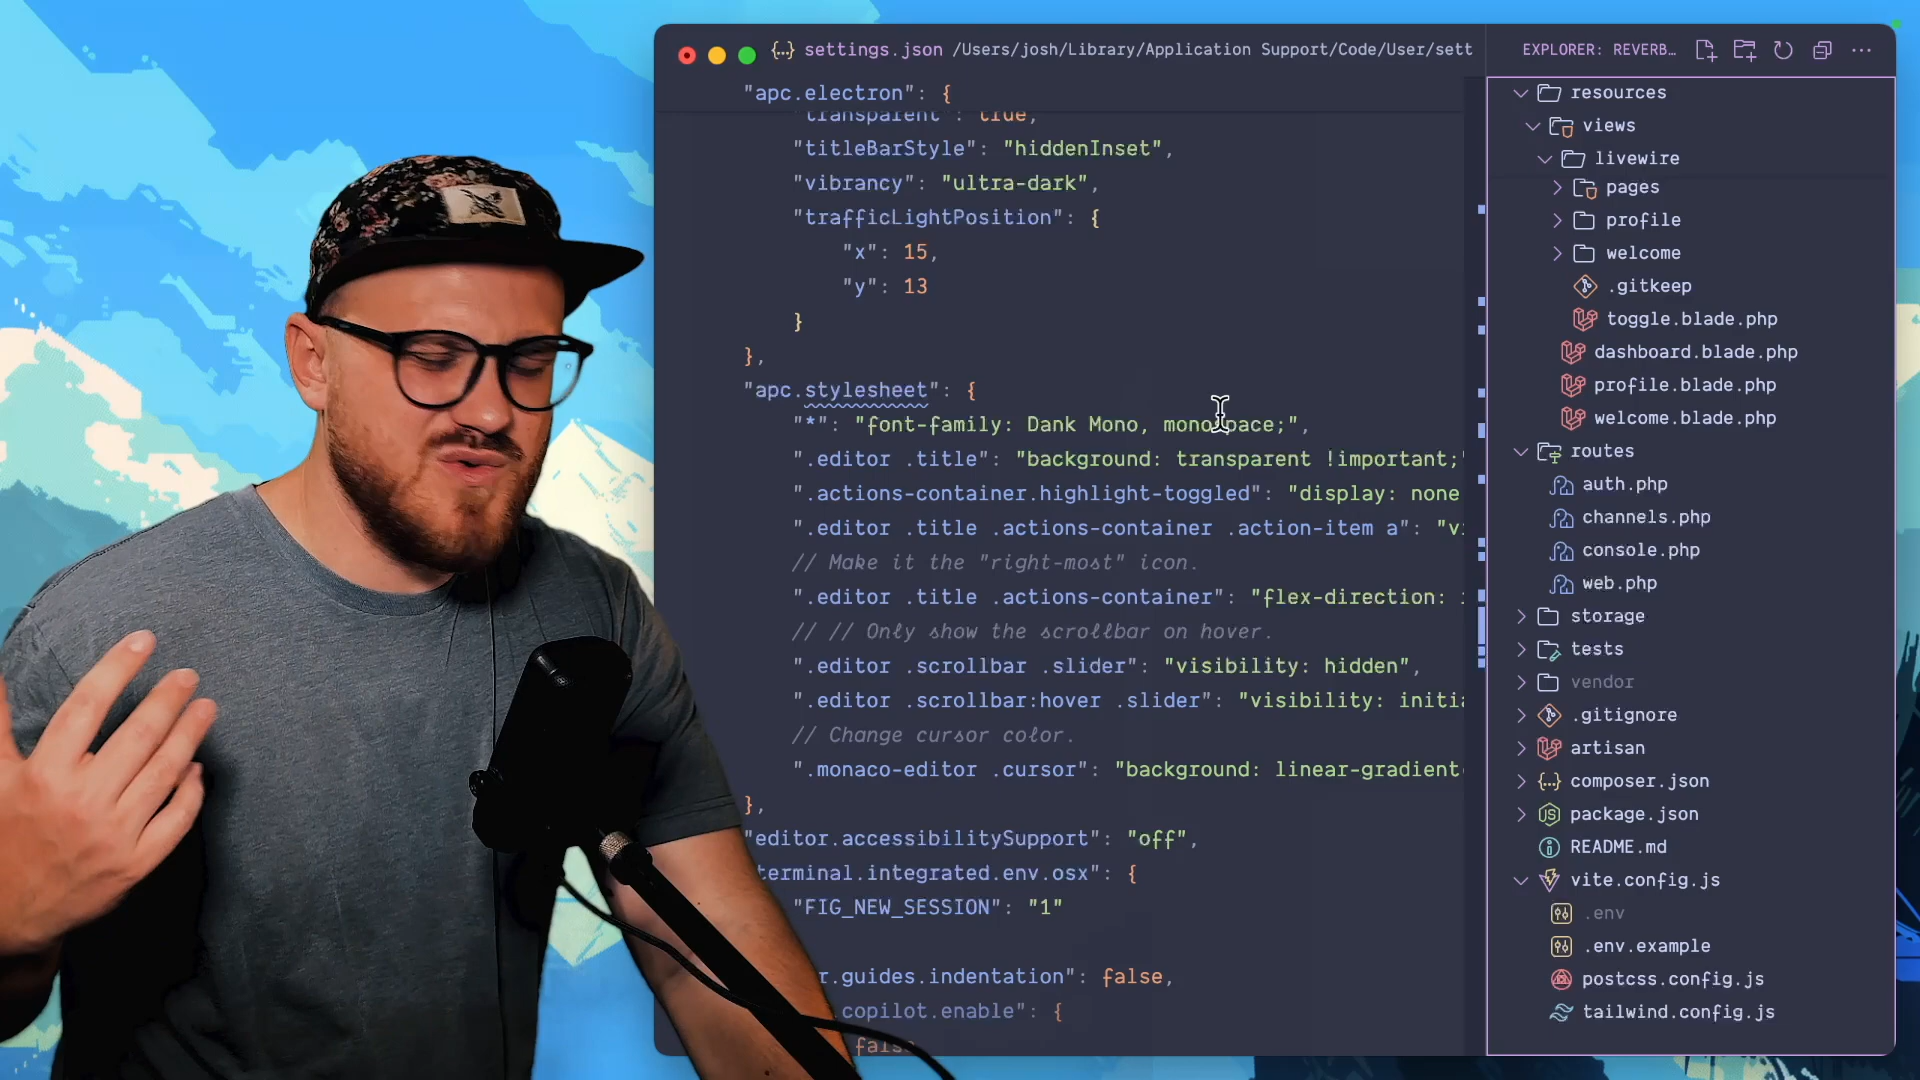 settings.json /Users/josh/Library/Application Support/Code/User/sett
"apc.electron": {
"transparent": true,
"titleBarStyle": "hiddenInset",
"vibrancy": "ultra-dark",
"trafficLightPosition": {
"x": 15,
"y": 13
}
},
"apc.stylesheet": {
"*": "font-family: Dank Mono, monospace;",
".editor .title": "background: transparent !important;"
".actions-container.highlight-toggled": "display: none
".editor .title .actions-container .action-item a": "vi
// Make it the "right-most" icon.
".editor .title .actions-container": "flex-direction:
// // Only show the scrollbar on hover.
".editor .scrollbar .slider": "visibility: hidden",
".editor .scrollbar:hover .slider": "visibility: initia
// Change cursor color.
".monaco-editor .cursor": "background: linear-gradient(
},
"editor.accessibilitySupport": "off",
terminal.integrated.env.osx": {
"FIG_NEW_SESSION": "1"
r.guides.indentation": false,
.copilot.enable": {
false
EXPLORER: REVERB…
resources
views
livewire
pages
profile
welcome
.gitkeep
toggle.blade.php
dashboard.blade.php
profile.blade.php
welcome.blade.php
routes
auth.php
channels.php
console.php
web.php
storage
tests
vendor
.gitignore
artisan
composer.json
package.json
README.md
vite.config.js
.env
.env.example
postcss.config.js
tailwind.config.js